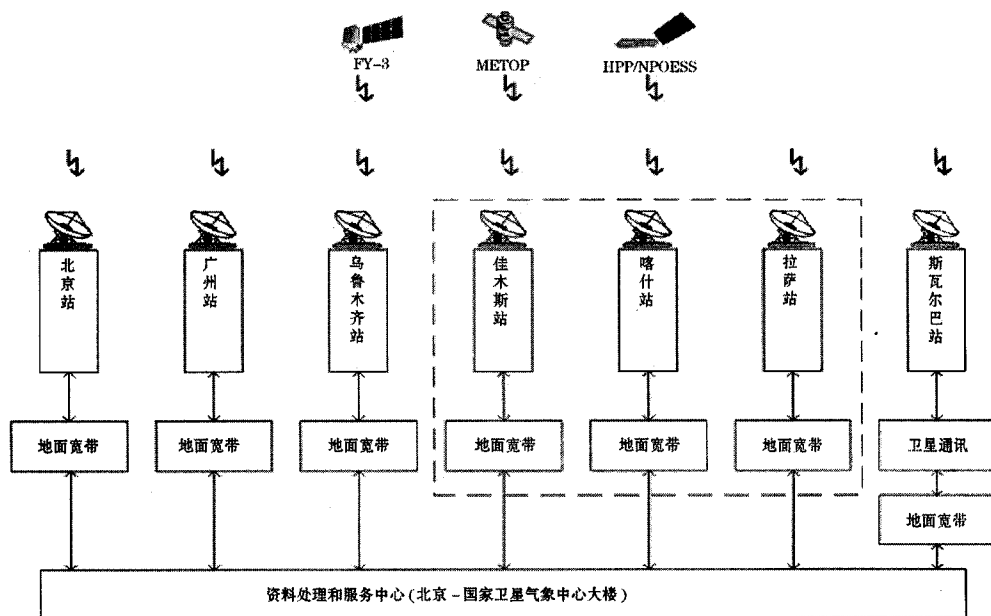 FY-3
METOP
HPP/NPOESS
北京站
广州站
乌鲁木齐站
佳木斯站
喀什站
拉萨站
斯瓦尔巴站
地面宽带
地面宽带
地面宽带
地面宽带
地面宽带
地面宽带
卫星通讯
地面宽带
资料处理和服务中心(北京-国家卫星气象中心大楼)